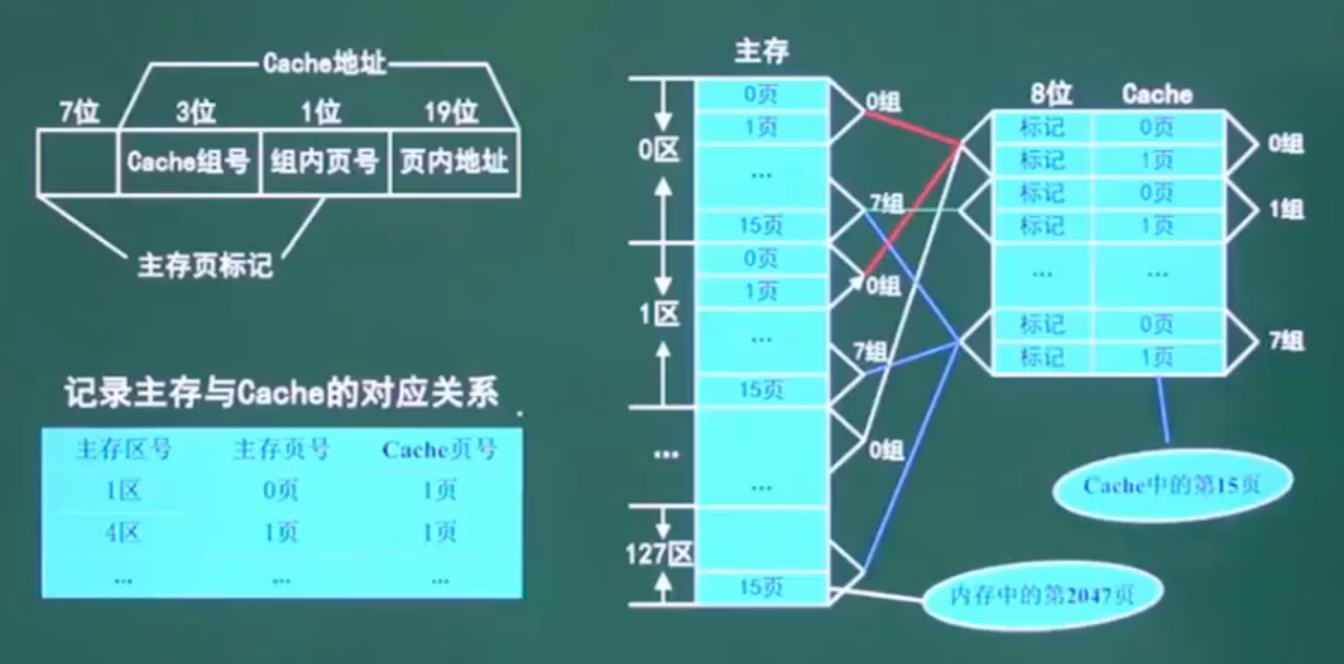 Cache地址
7位 3位 1位 19位
Cache组号 组内页号 页内地址
主存页标记
记录主存与Cache的对应关系
主存区号 主存页号 Cache页号
1区 0页 1页
4区 1页 1页
... ... ...
主存
0区
0页
1页
...
15页
0组
7组
1区
0页
1页
...
15页
0组
7组
...
...
0组
127区
15页
内存中的第2047页
8位 Cache
标记 0页
标记 1页
0组
标记 0页
标记 1页
1组
... ...
标记 0页
标记 1页
7组
Cache中的第15页